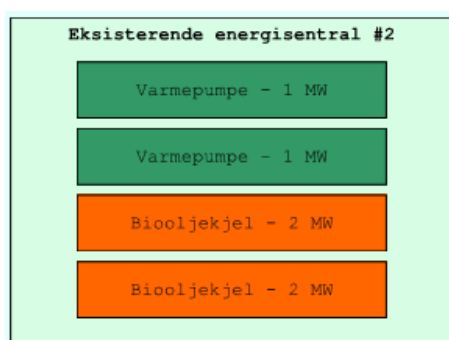 Eksisterende energisentral #2
Varmepumpe - 1 MW
Varmepumpe - 1 MW
Biooljekjel - 2 MW
Biooljekjel - 2 MW